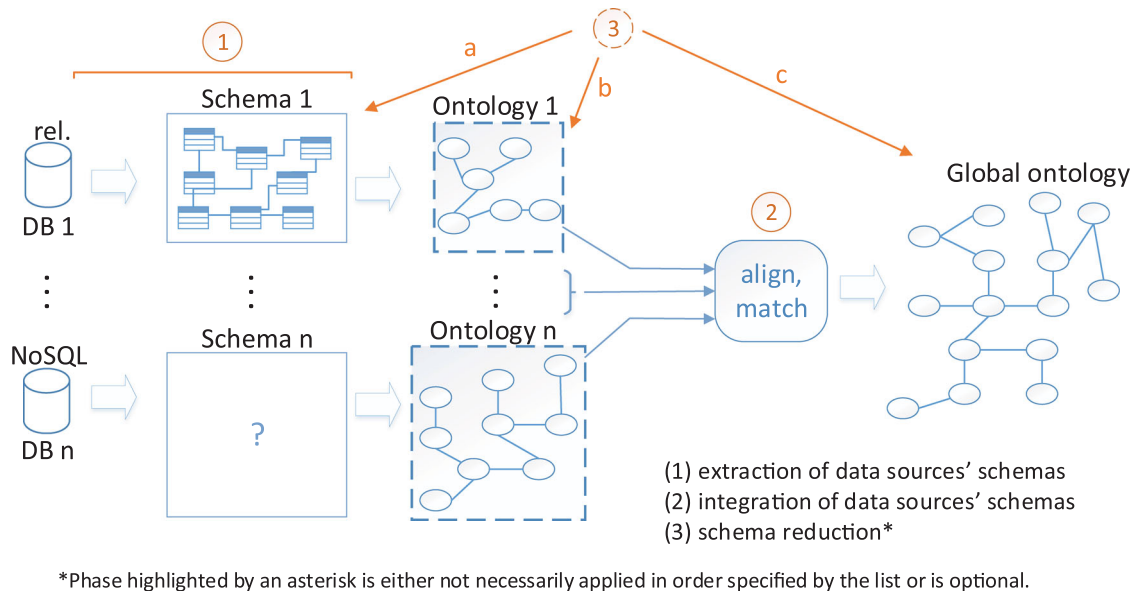 1
3
a
b
c
Schema 1
Ontology 1
rel.
DB 1
Global ontology
2
align,
match
Schema n
Ontology n
NoSQL
DB n
?
(1) extraction of data sources’ schemas
(2) integration of data sources’ schemas
(3) schema reduction*
*Phase highlighted by an asterisk is either not necessarily applied in order specified by the list or is optional.